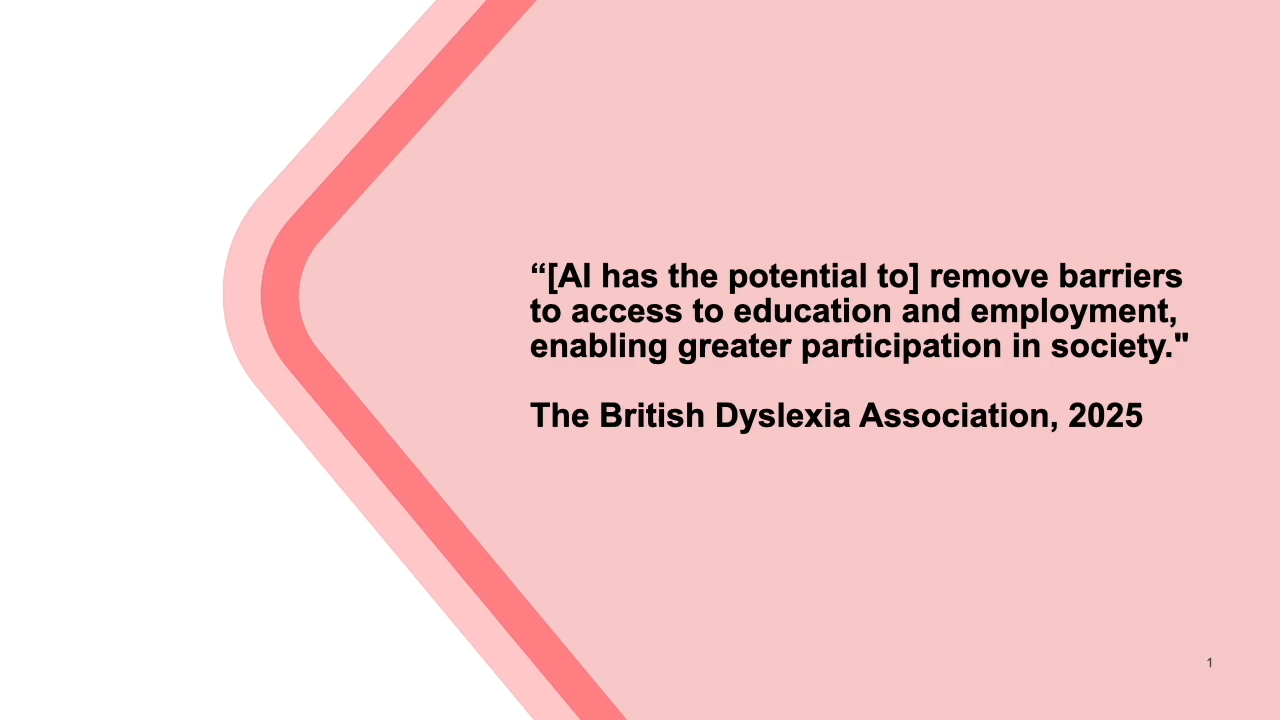 “[AI has the potential to] remove barriers
to access to education and employment,
enabling greater participation in society."
The British Dyslexia Association, 2025
1